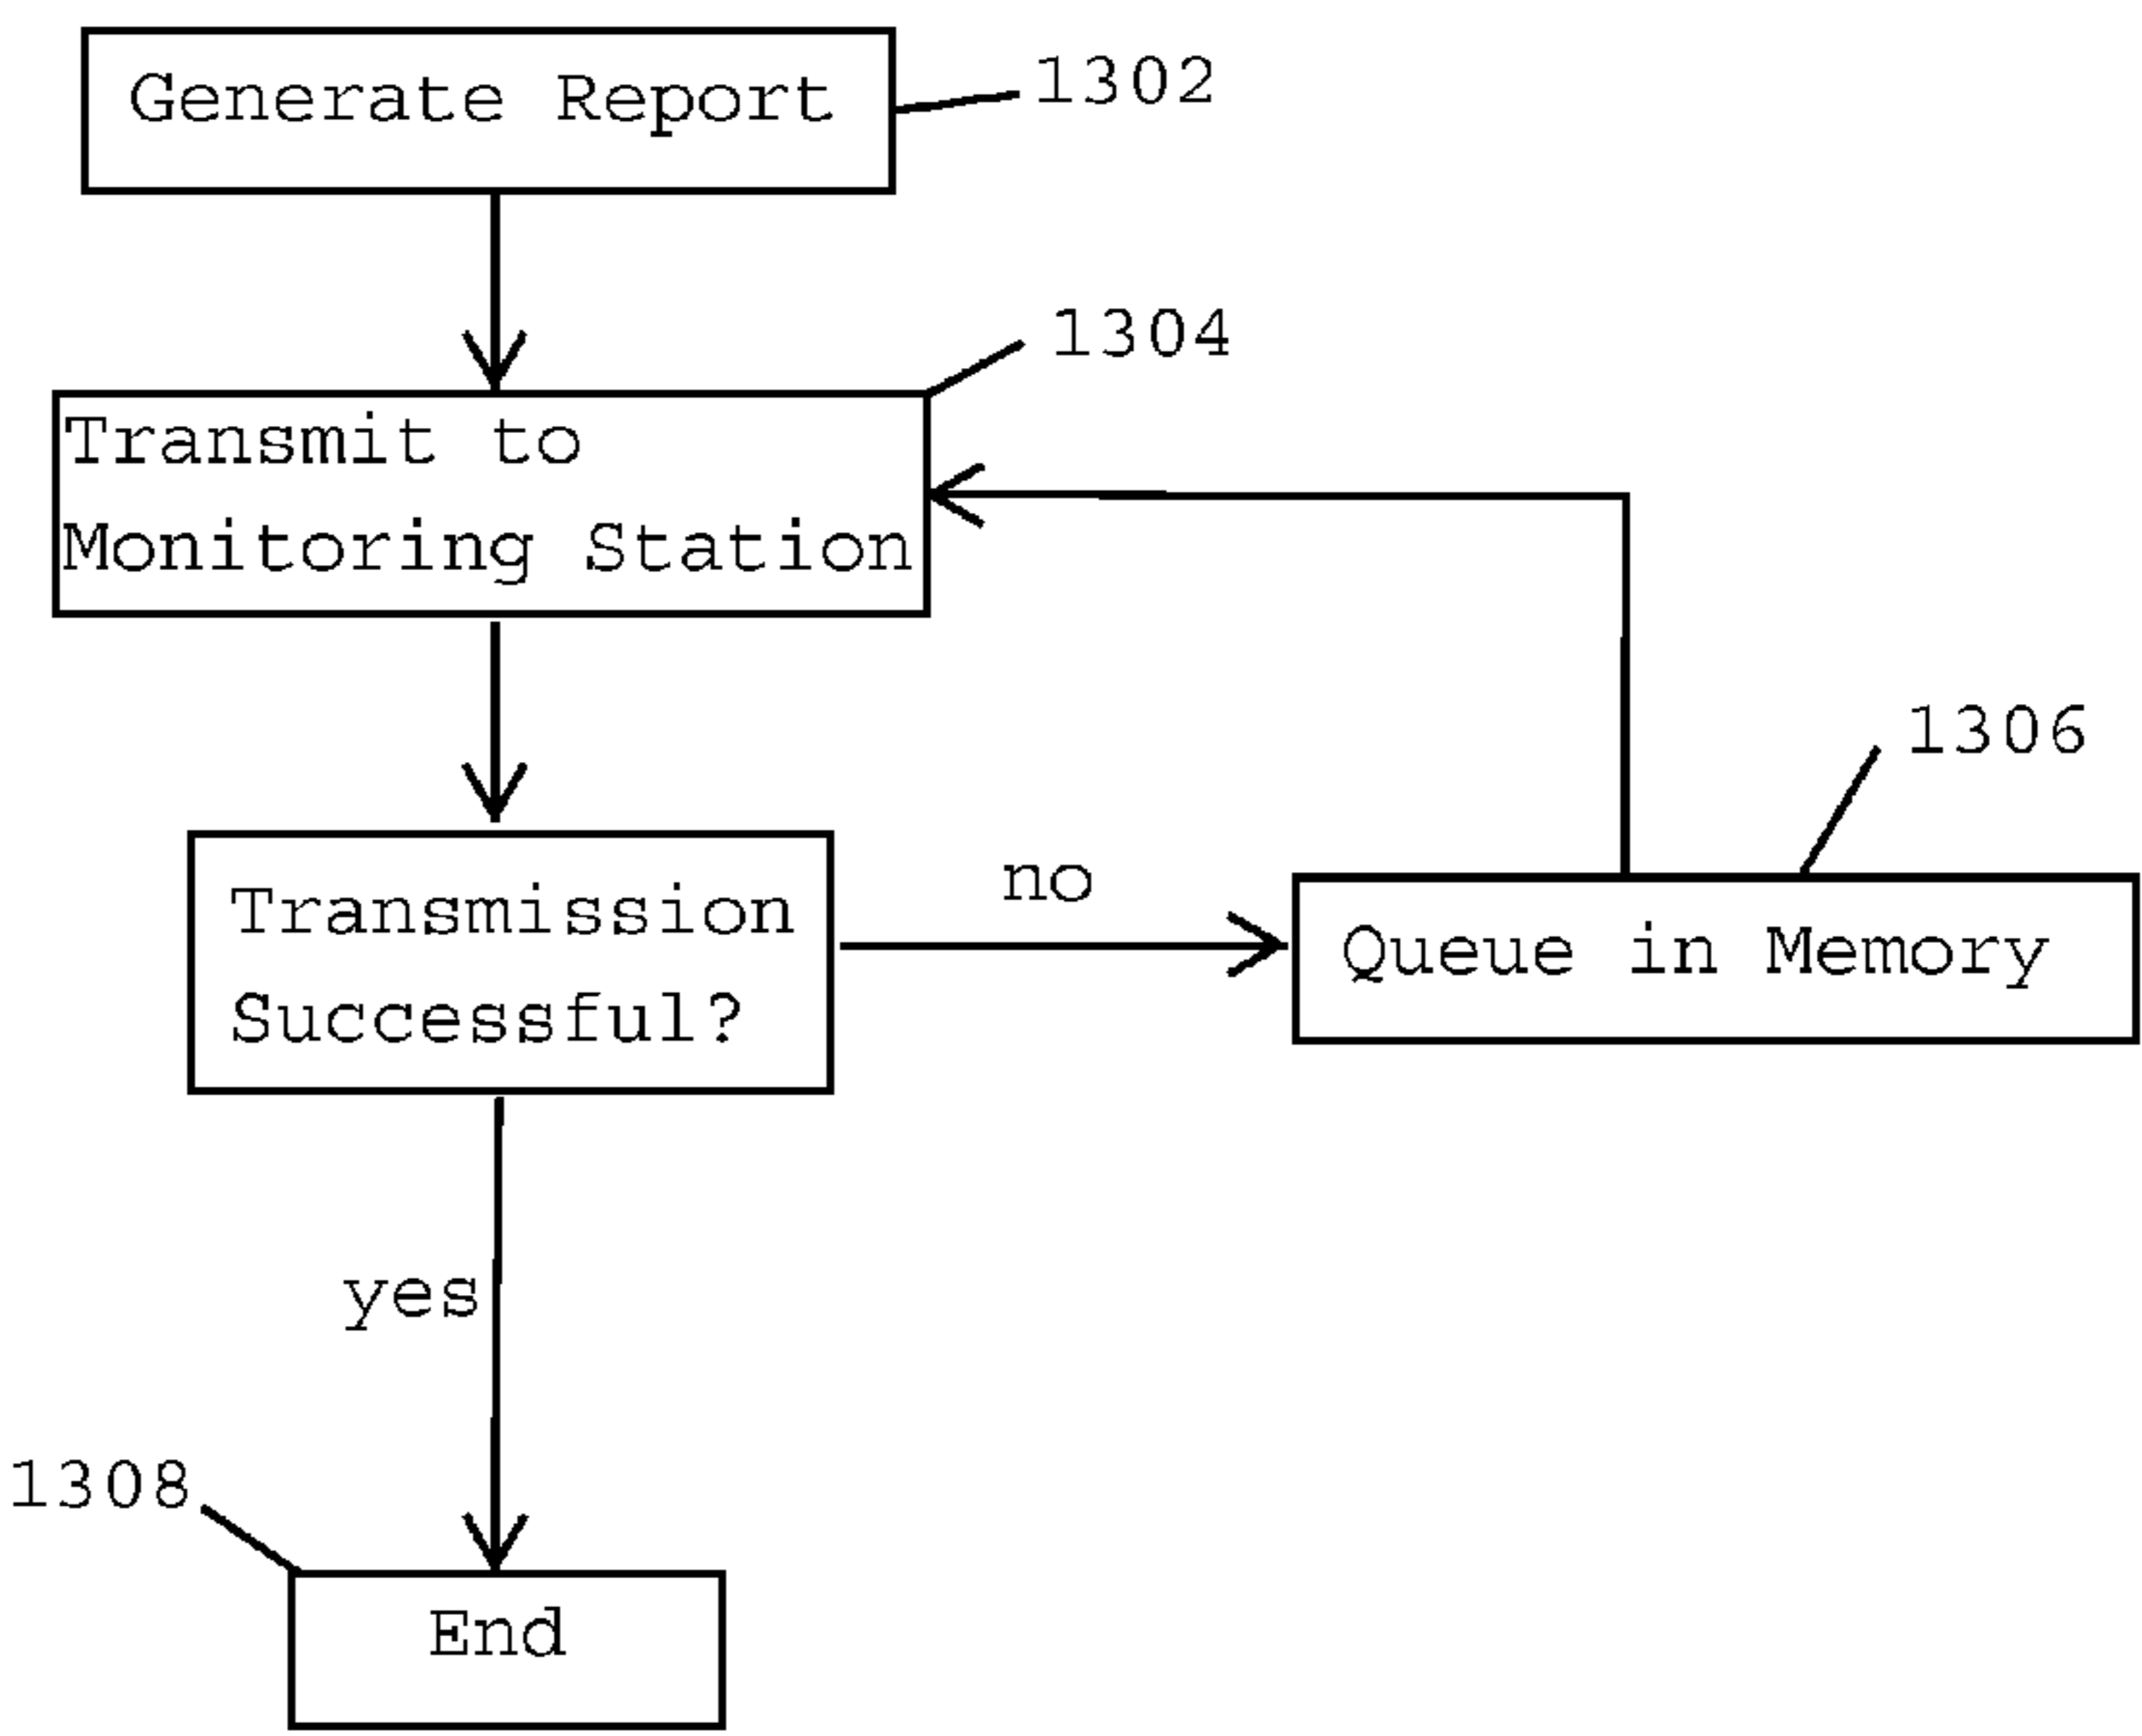 Generate Report
1302
1304
Transmit to
Monitoring Station
1306
no
Transmission
Successful?
Queue in Memory
yes
1308
End